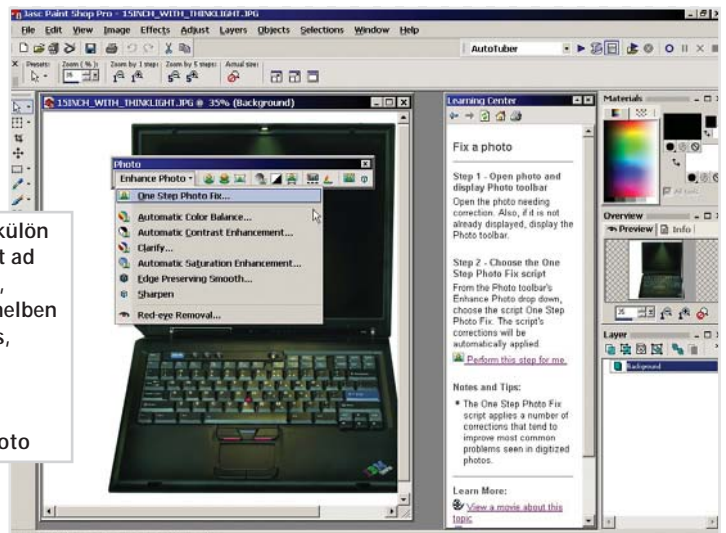 Jasc Paint Shop Pro - 15INCH_WITH_THINKLIGHT.JPG
File Edit View Image Effects Adjust Layers Objects Selections Window Help
AutoTuber
Presets: Zoom (%): Zoom by 1 step: Zoom by 5 steps: Actual size:
35
15INCH_WITH_THINKLIGHT.JPG @ 35% (Background)
Photo
Enhance Photo
One Step Photo Fix...
Automatic Color Balance...
Automatic Contrast Enhancement...
Clarify...
Automatic Saturation Enhancement...
Edge Preserving Smooth...
Sharpen
Red-eye Removal...
külön
t ad
,
nelben
s,
oto
Learning Center
Fix a photo
Step 1 - Open photo and
display Photo toolbar
Open the photo needing
correction. Also, if it is not
already displayed, display the
Photo toolbar.
Step 2 - Choose the One
Step Photo Fix script
From the Photo toolbar's
Enhance Photo drop down,
choose the script One Step
Photo Fix. The script's
corrections will be
automatically applied.
Perform this step for me.
Notes and Tips:
• The One Step Photo Fix
script applies a number of
corrections that tend to
improve most common
problems seen in digitized
photos.
Learn More:
View a movie about this
topic
Materials
All tools
Overview
Preview Info
35
Layer
Background